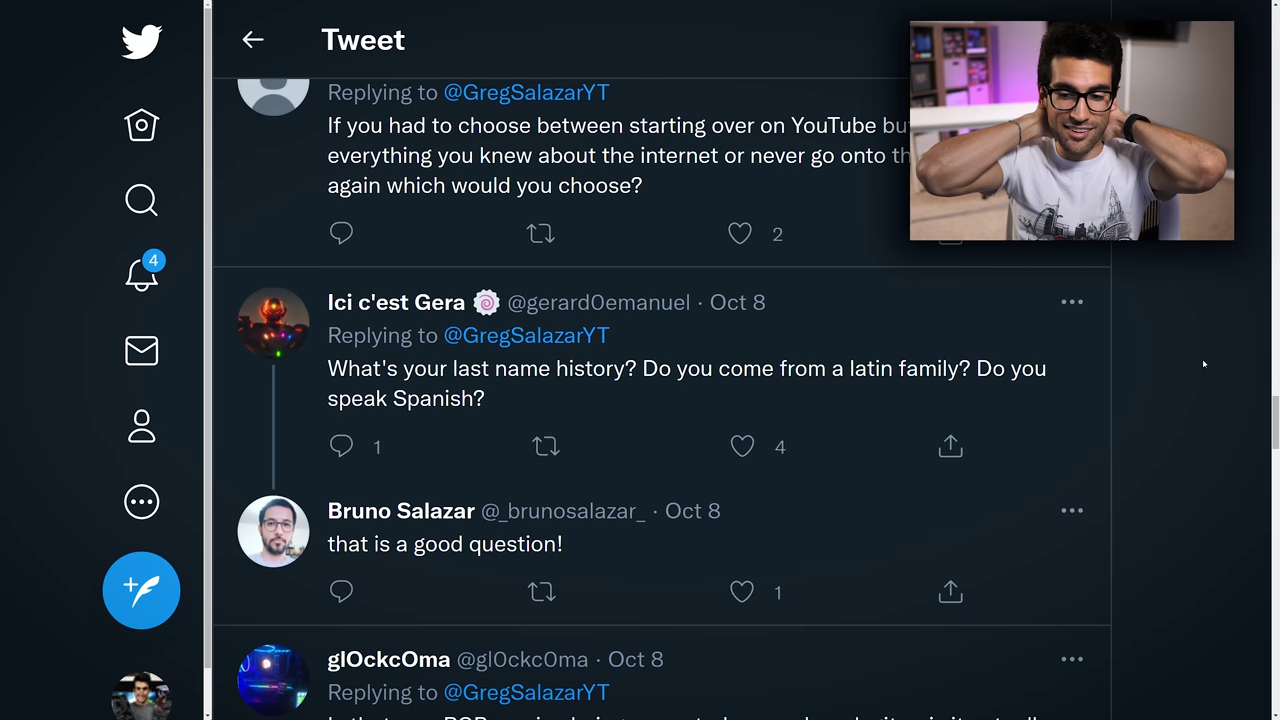 Tweet
Replying to @GregSalazarYT
If you had to choose between starting over on YouTube but
everything you knew about the internet or never go onto th
again which would you choose?
2
4
Ici c'est Gera @gerard0emanuel · Oct 8
Replying to @GregSalazarYT
What's your last name history? Do you come from a latin family? Do you
speak Spanish?
1 4
Bruno Salazar @_brunosalazar_ · Oct 8
that is a good question!
1
glOckcOma @gl0ckc0ma · Oct 8
Replying to @GregSalazarYT